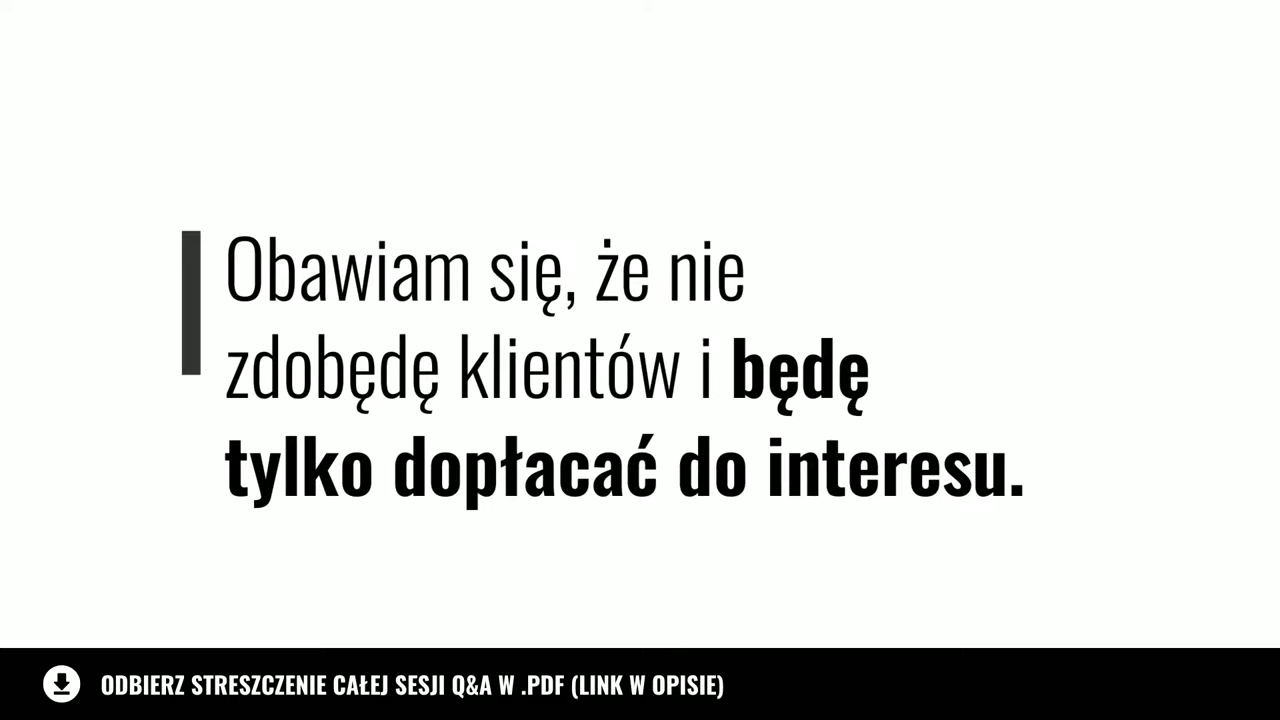 Obawiam się, że nie
zdobędę klientów i będę
tylko dopłacać do interesu.
ODBIERZ STRESZCZENIE CAŁEJ SESJI Q&A W .PDF (LINK W OPISIE)